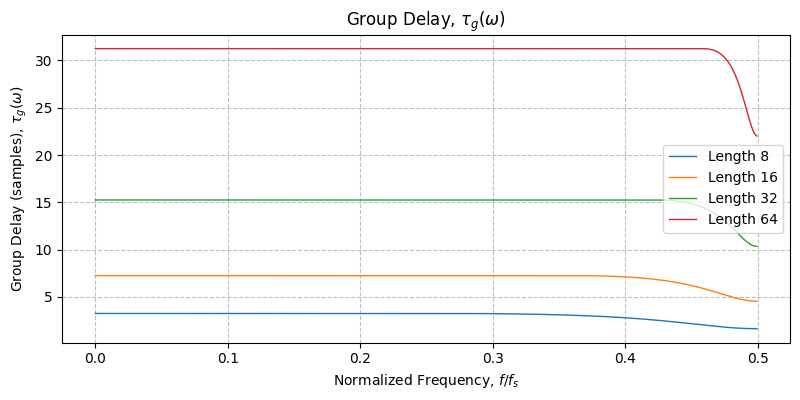 Group Delay, τg(ω)
Group Delay (samples), τg(ω)
30
25
20
15
10
5
Length 8
Length 16
Length 32
Length 64
0.0 0.1 0.2 0.3 0.4 0.5
Normalized Frequency, f/fs